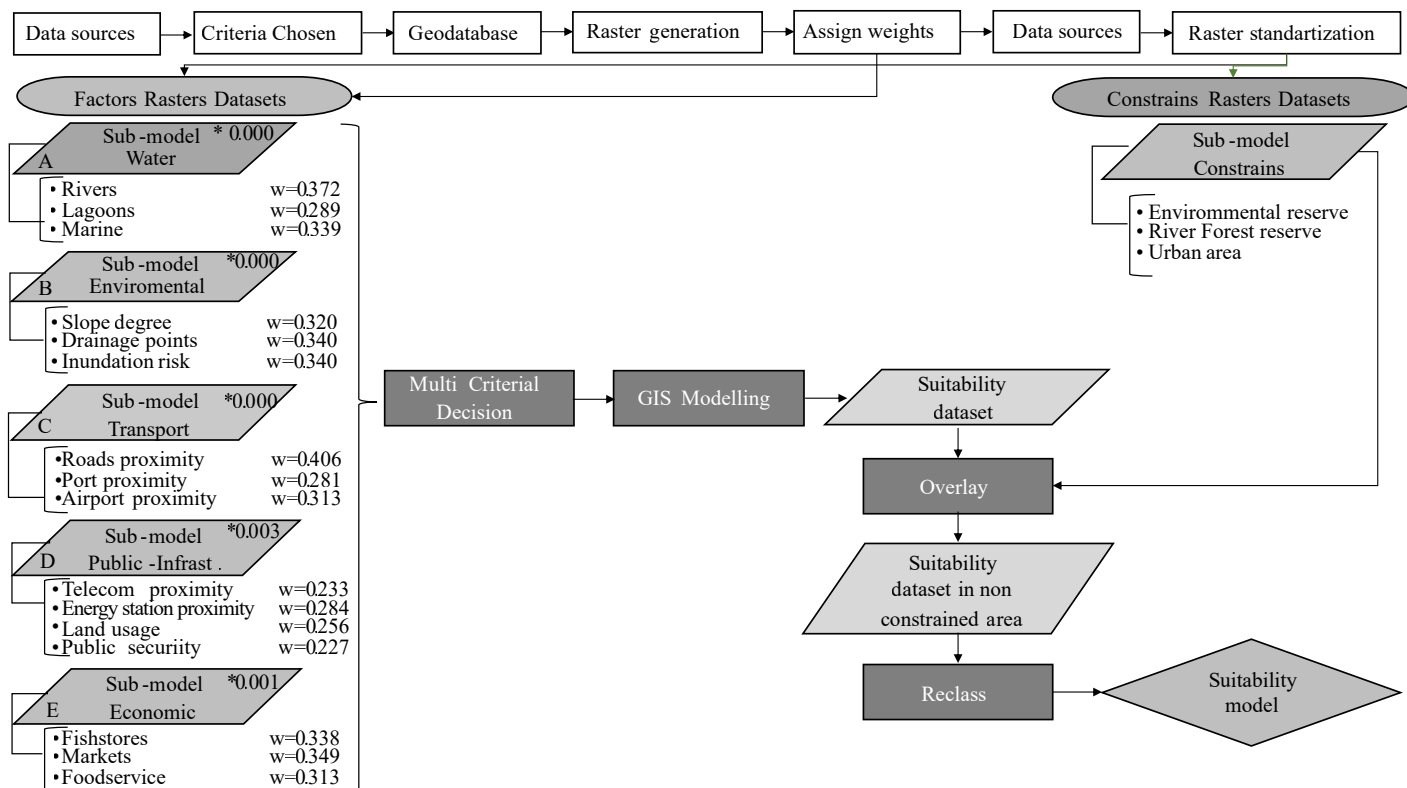 Data sources
Criteria Chosen
Geodatabase
Raster generation
Assign weights
Data sources
Raster standartization
Factors Rasters Datasets
Constrains Rasters Datasets
Sub-model * 0.000
Water
A
• Rivers w=0.372
• Lagoons w=0.289
• Marine w=0.339
Sub-model *0.000
Enviromental
B
• Slope degree w=0.320
• Drainage points w=0.340
• Inundation risk w=0.340
Sub-model *0.000
Transport
C
• Roads proximity w=0.406
• Port proximity w=0.281
• Airport proximity w=0.313
Sub-model *0.003
Public -Infrast .
D
• Telecom proximity w=0.233
• Energy station proximity w=0.284
• Land usage w=0.256
• Public securiity w=0.227
Sub-model *0.001
Economic
E
• Fishstores w=0.338
• Markets w=0.349
• Foodservice w=0.313
Sub-model
Constrains
• Envirommental reserve
• River Forest reserve
• Urban area
Multi Criterial
Decision
GIS Modelling
Suitability
dataset
Overlay
Suitability
dataset in non
constrained area
Reclass
Suitability
model